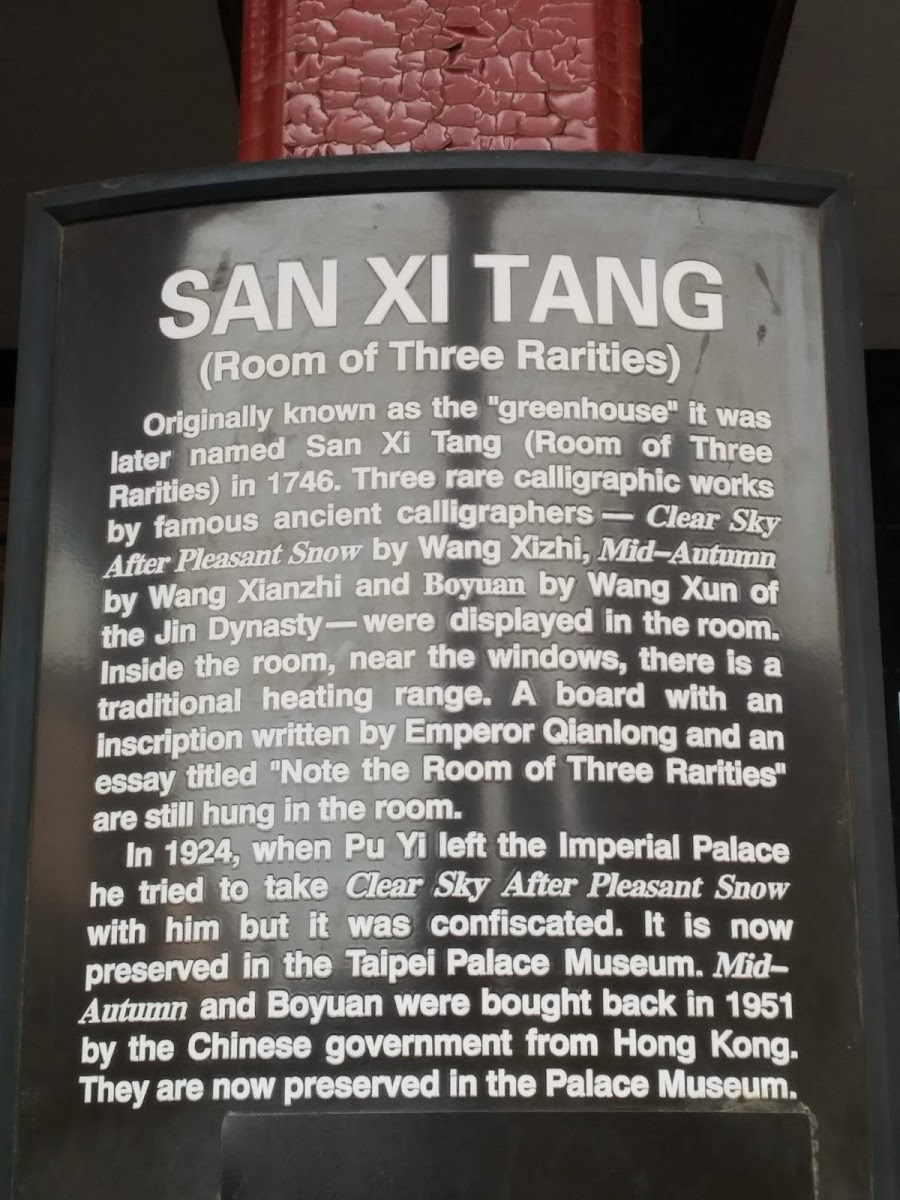 SAN XI TANG
(Room of Three Rarities)
Originally known as the "greenhouse" it was
later named San Xi Tang (Room of Three
Rarities) in 1746. Three rare calligraphic works
by famous ancient calligraphers — Clear Sky
After Pleasant Snow by Wang Xizhi, Mid–Autumn
by Wang Xianzhi and Boyuan by Wang Xun of
the Jin Dynasty — were displayed in the room.
Inside the room, near the windows, there is a
traditional heating range. A board with an
inscription written by Emperor Qianlong and an
essay titled "Note the Room of Three Rarities"
are still hung in the room.
In 1924, when Pu Yi left the Imperial Palace
he tried to take Clear Sky After Pleasant Snow
with him but it was confiscated. It is now
preserved in the Taipei Palace Museum. Mid–
Autumn and Boyuan were bought back in 1951
by the Chinese government from Hong Kong.
They are now preserved in the Palace Museum.